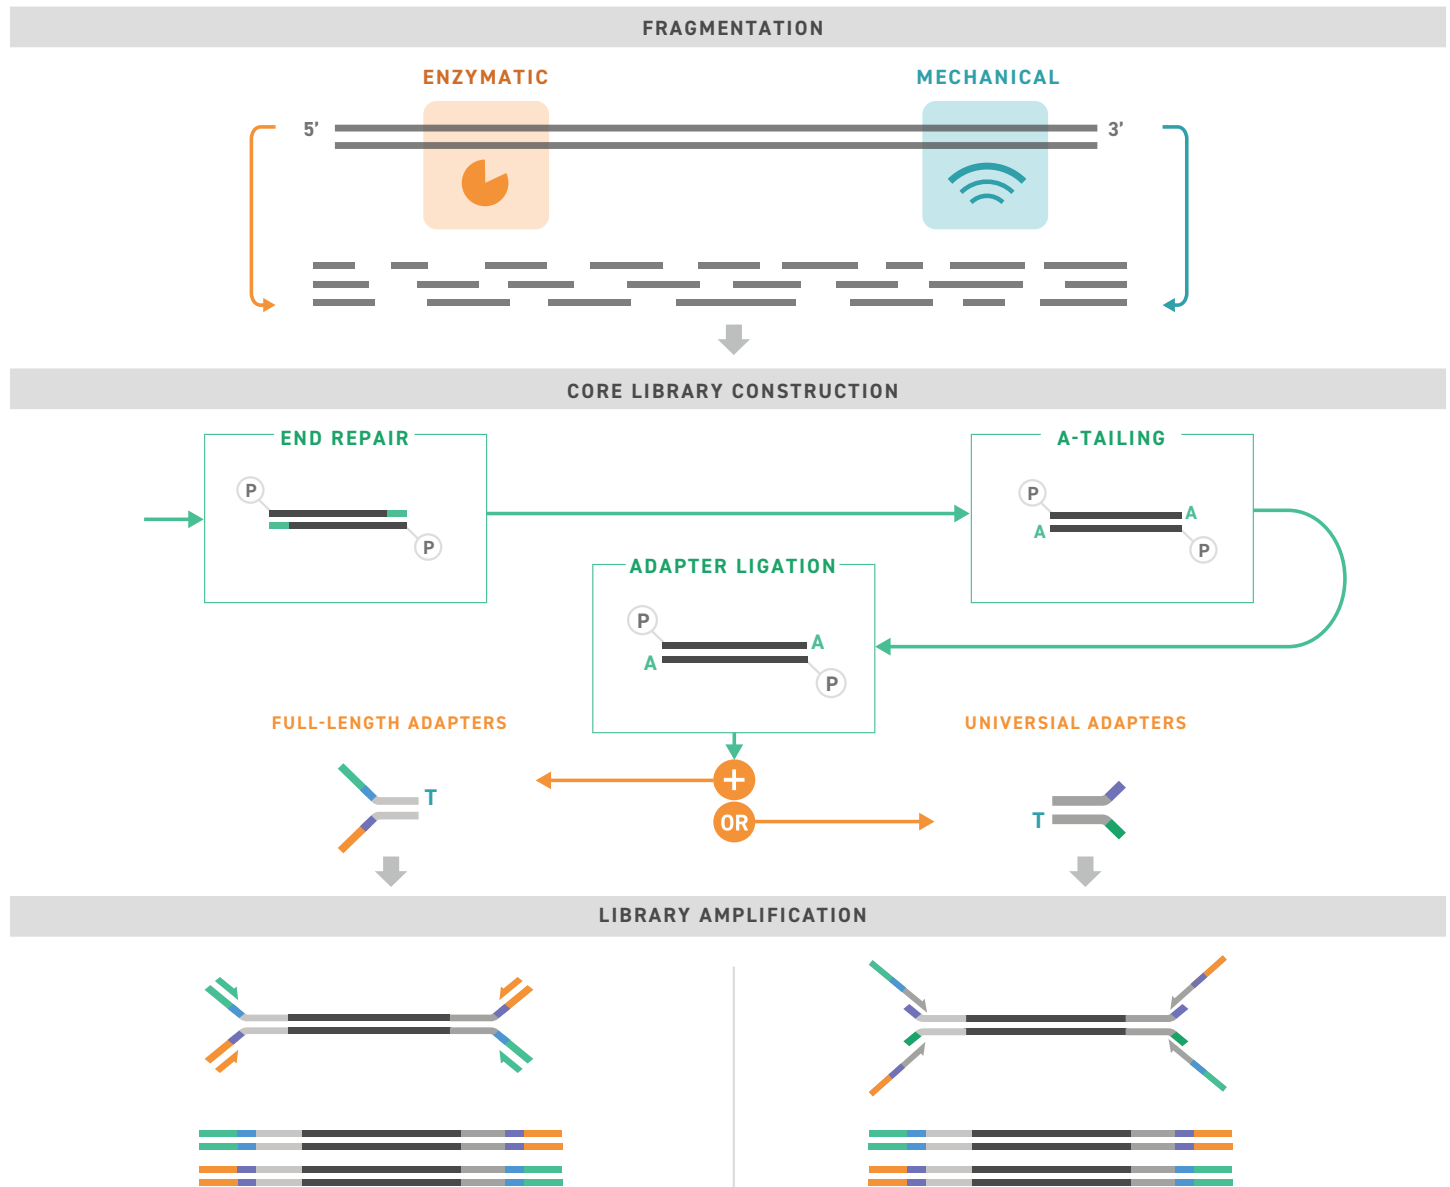 FRAGMENTATION
ENZYMATIC
MECHANICAL
5’
3’
CORE LIBRARY CONSTRUCTION
END REPAIR
A-TAILING
P
P
P
A
A
P
ADAPTER LIGATION
P
A
A
P
FULL-LENGTH ADAPTERS
UNIVERSIAL ADAPTERS
+
T
OR
T
LIBRARY AMPLIFICATION